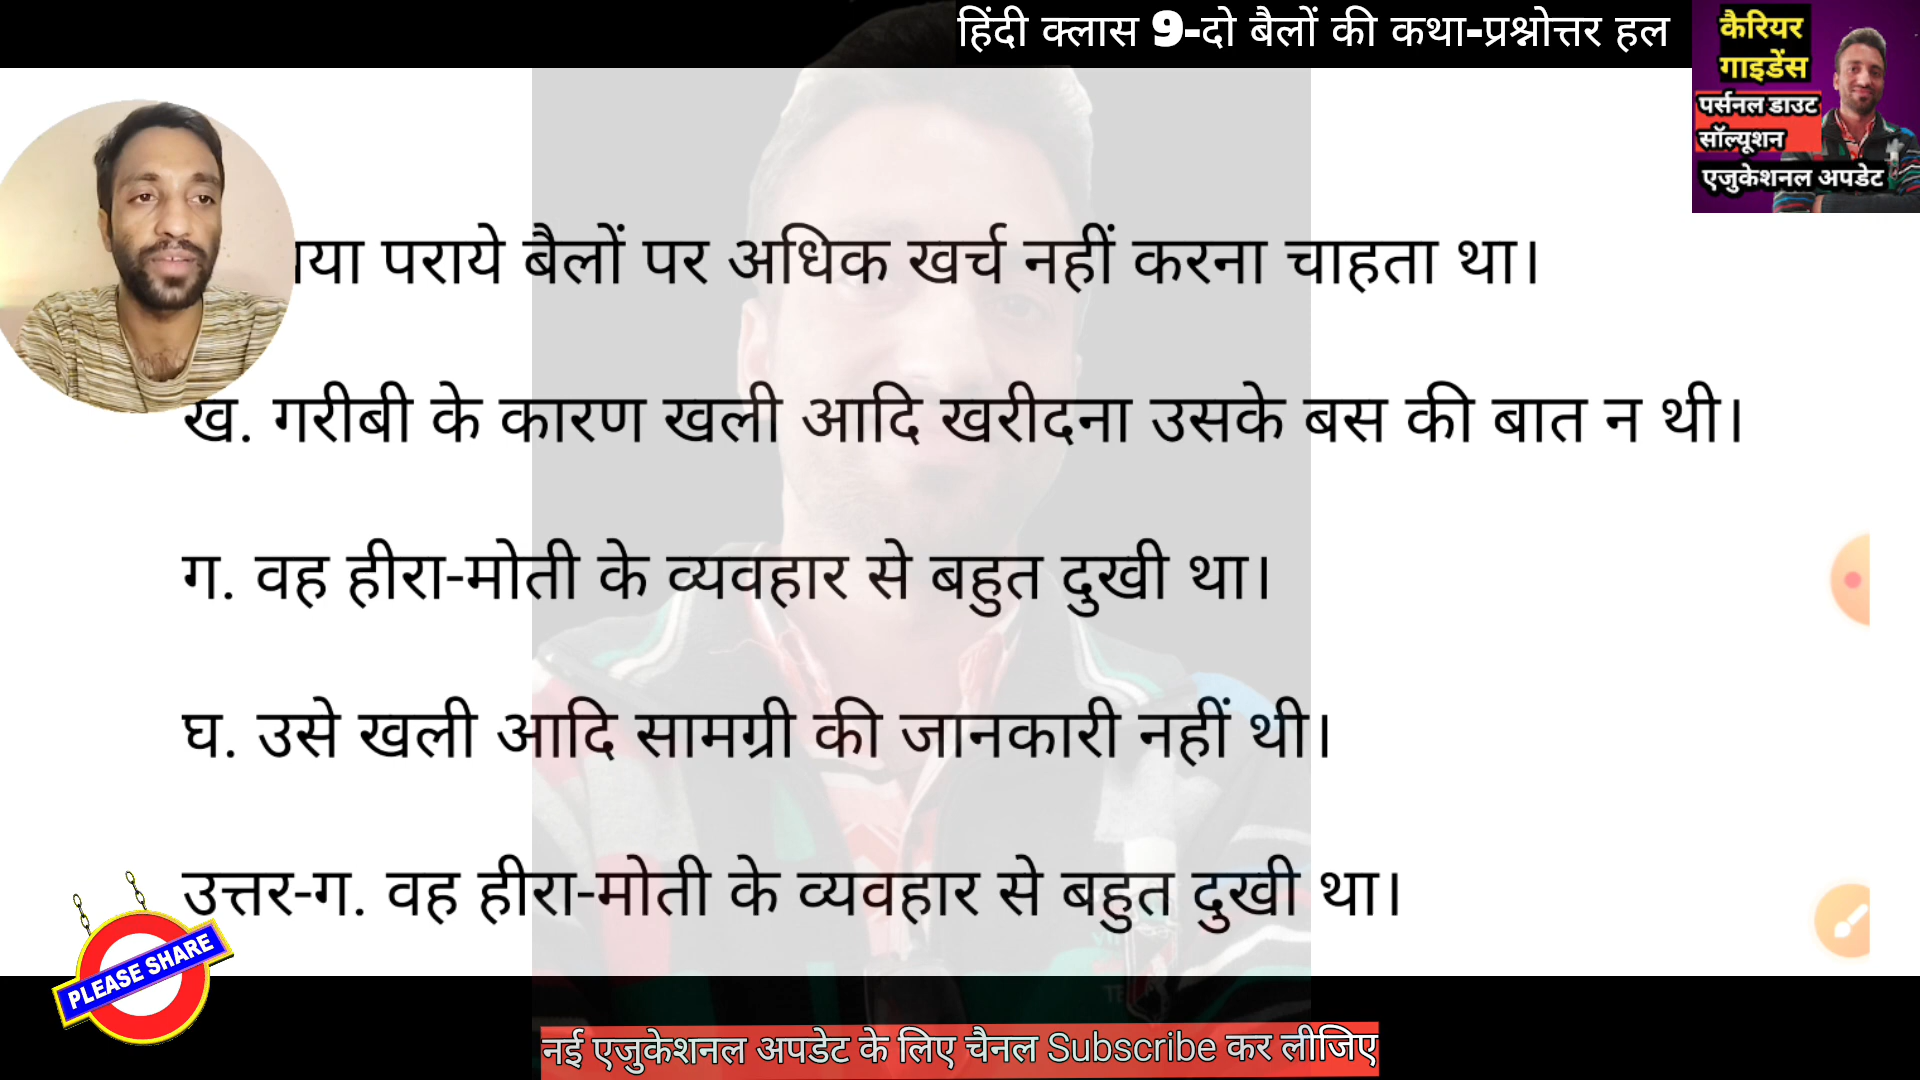 हिंदी क्लास 9-दो बैलों की कथा-प्रश्नोत्तर हल
कैरियर
गाइडेंस
पर्सनल डाउट
सॉल्यूशन
एजुकेशनल अपडेट
पराये बैलों पर अधिक खर्च नहीं करना चाहता था।
ख. गरीबी के कारण खली आदि खरीदना उसके बस की बात न थी।
ग. वह हीरा-मोती के व्यवहार से बहुत दुखी था।
घ. उसे खली आदि सामग्री की जानकारी नहीं थी।
उत्तर-ग. वह हीरा-मोती के व्यवहार से बहुत दुखी था।
PLEASE SHARE
नई एजुकेशनल अपडेट के लिए चैनल Subscribe कर लीजिए